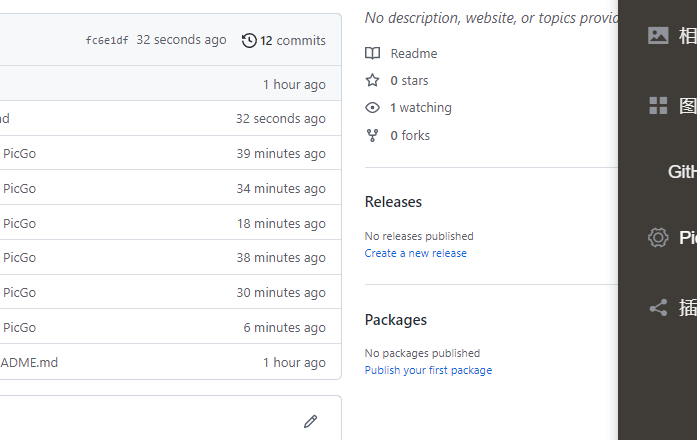 fc6e1df 32 seconds ago 12 commits
1 hour ago
32 seconds ago
PicGo 39 minutes ago
PicGo 34 minutes ago
PicGo 18 minutes ago
PicGo 38 minutes ago
PicGo 30 minutes ago
PicGo 6 minutes ago
ADME.md 1 hour ago
No description, website, or topics
Readme
0 stars
1 watching
0 forks
Releases
No releases published
Create a new release
Packages
No packages published
Publish your first package
相
图
GitH
Pic
插